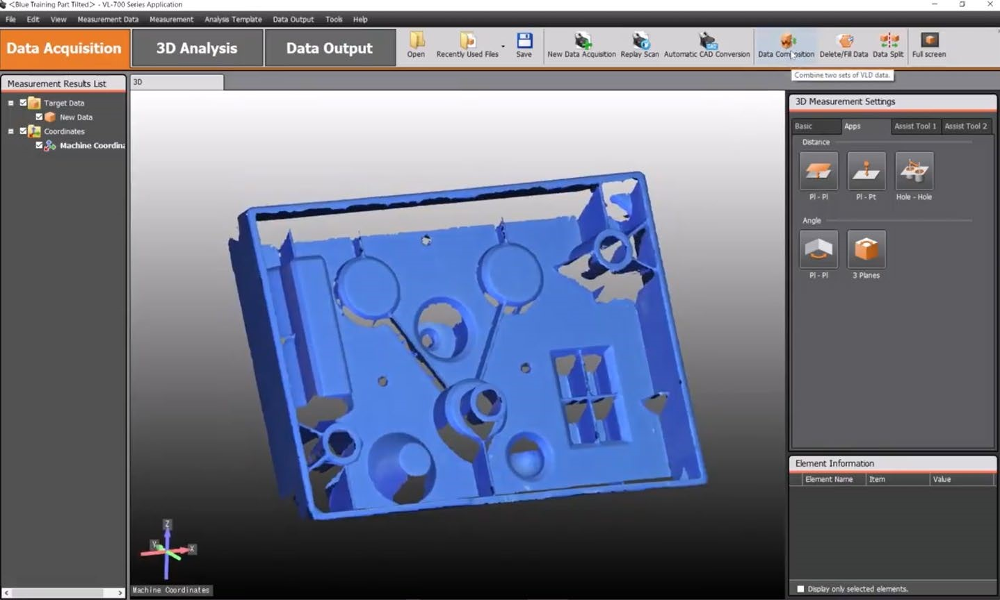 <Blue Training Part Tilted> - VL-700 Series Application
File Edit View Measurement Data Measurement Analysis Template Data Output Tools Help
Data Acquisition
3D Analysis
Data Output
Open
Recently Used Files
Save
New Data Acquisition
Replay Scan
Automatic CAD Conversion
CAD
Data Composition
Delete/Fill Data
Data Split
Full screen
Combine two sets of VLD data.
Measurement Results List
Target Data
New Data
Coordinates
Machine Coordina
3D
3D Measurement Settings
Basic Apps Assist Tool 1 Assist Tool 2
Distance
Pl - Pl Pl - Pt Hole - Hole
Angle
Pl - Pl 3 Planes
Z
Y
X
Machine Coordinates
Element Information
Element Name Item Value
Display only selected elements.